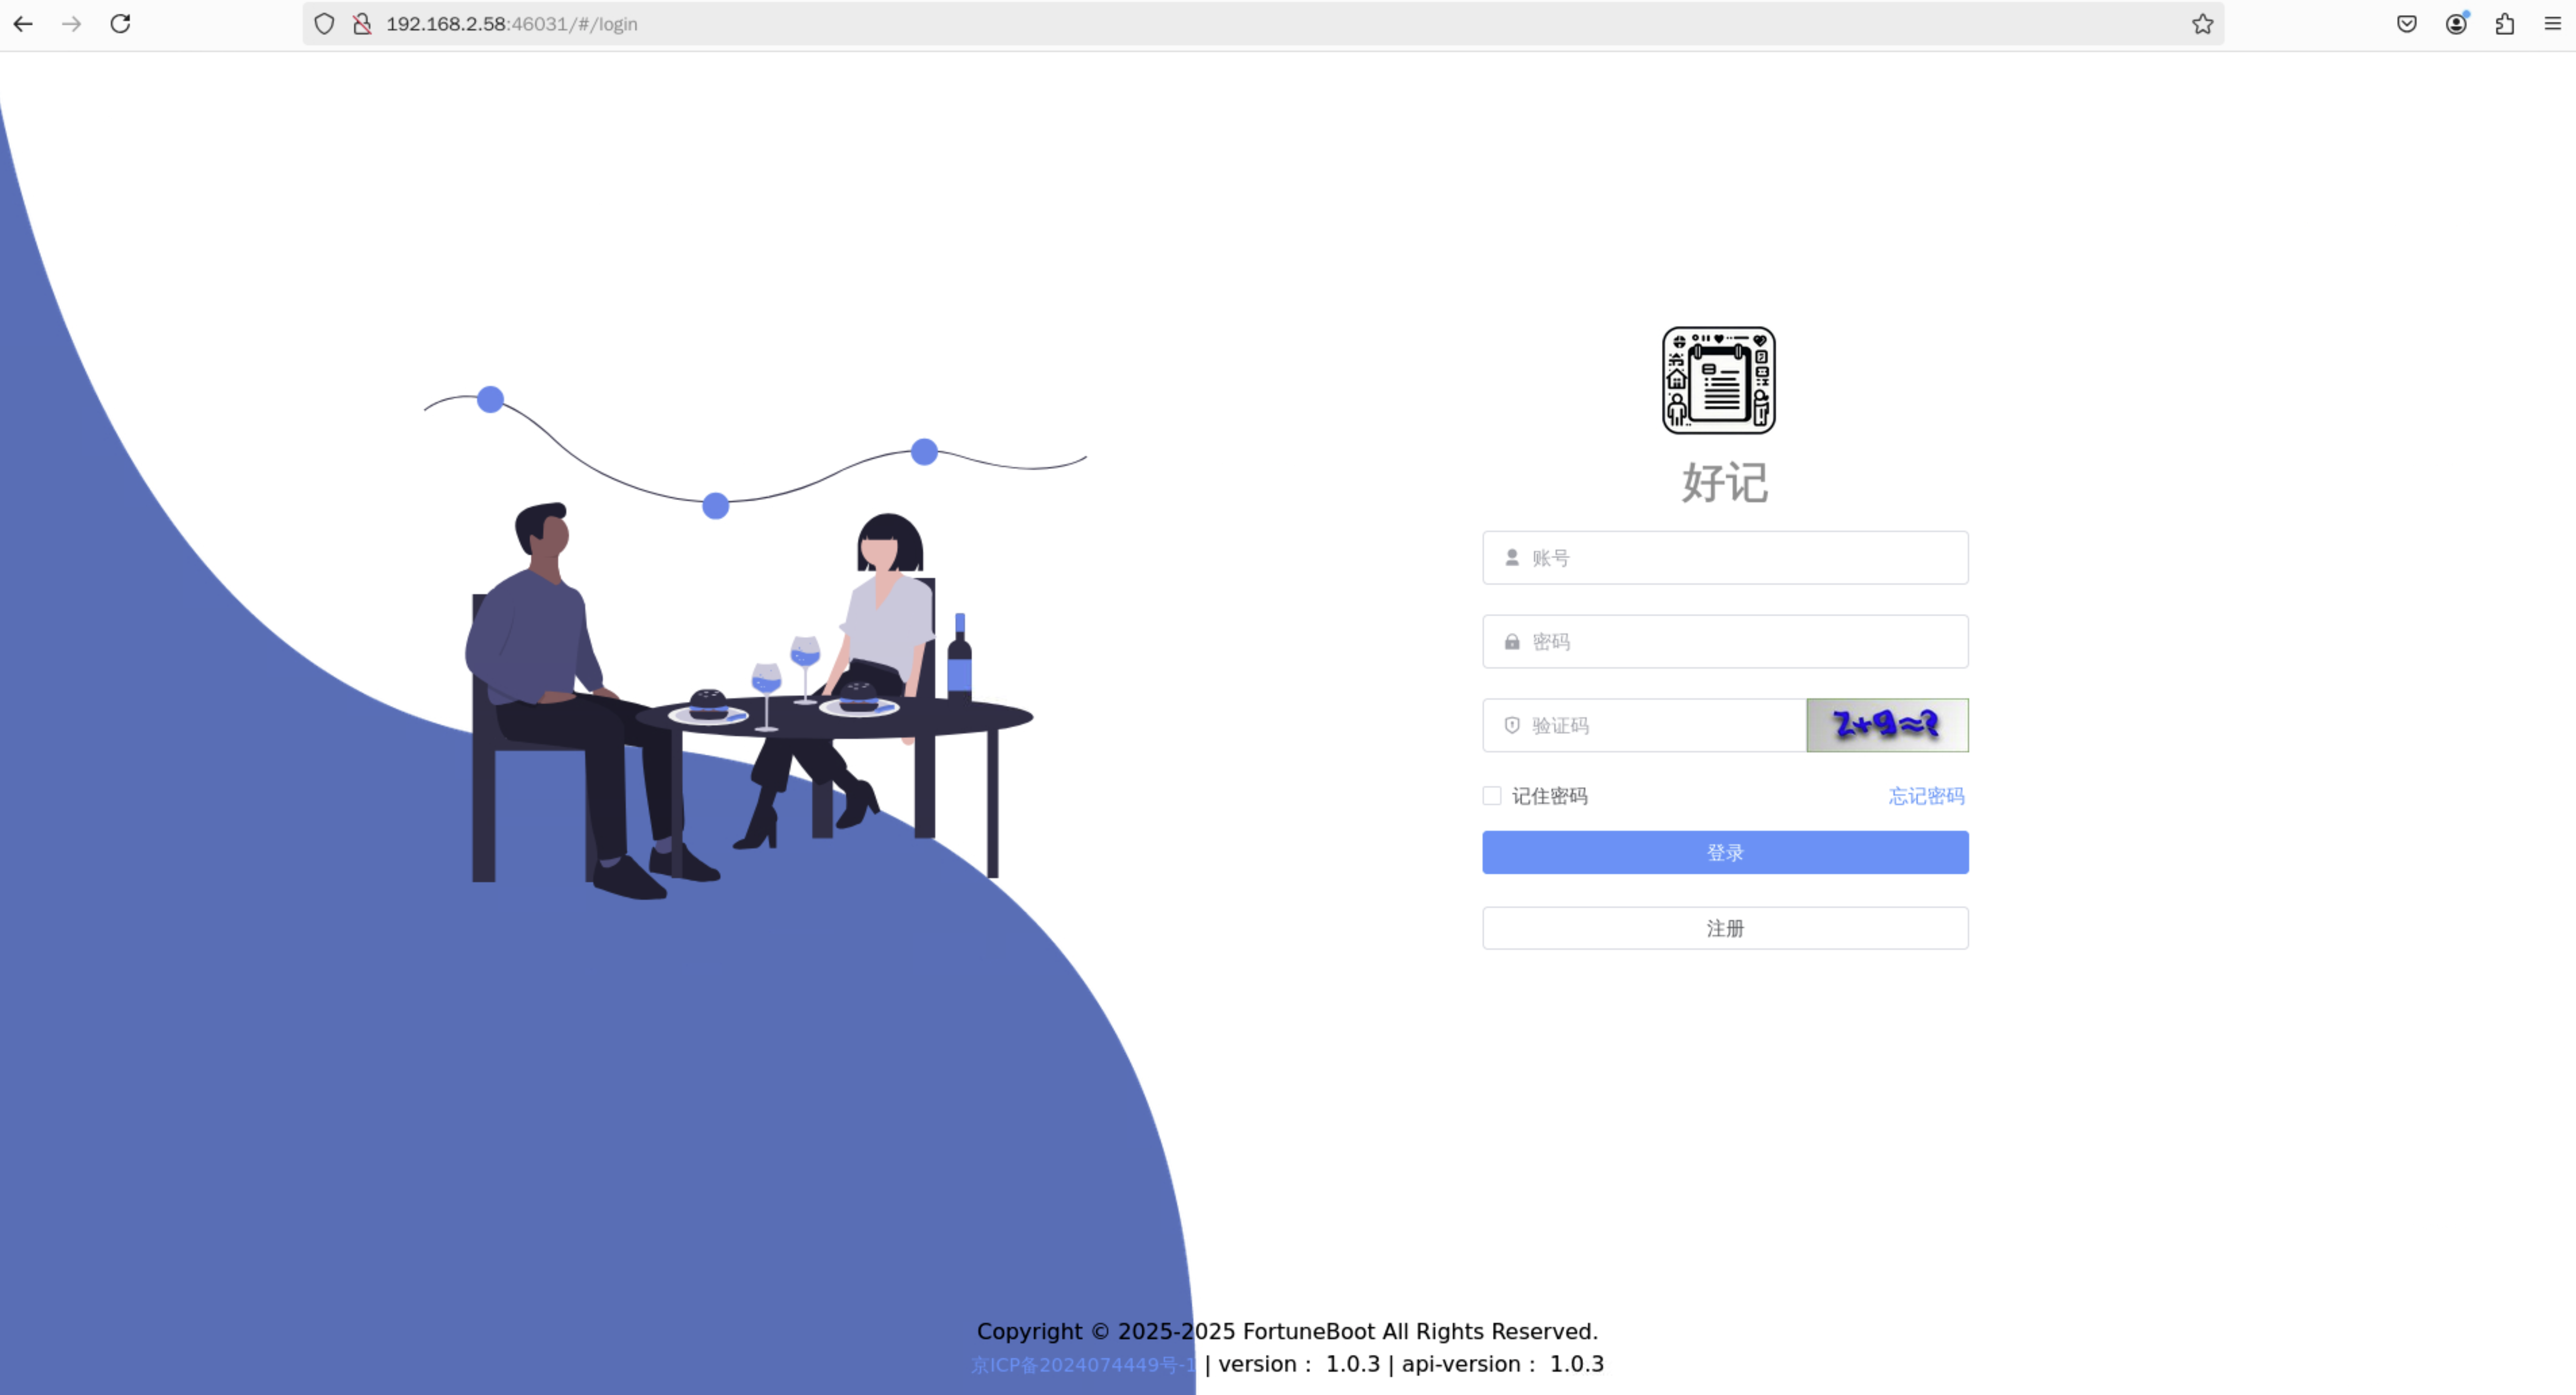 192.168.2.58:46031/#/login
好记
账号
密码
验证码
2*9≈?
记住密码
忘记密码
登录
注册
Copyright © 2025-2025 FortuneBoot All Rights Reserved.
京ICP备2024074449号-1 | version： 1.0.3 | api-version： 1.0.3